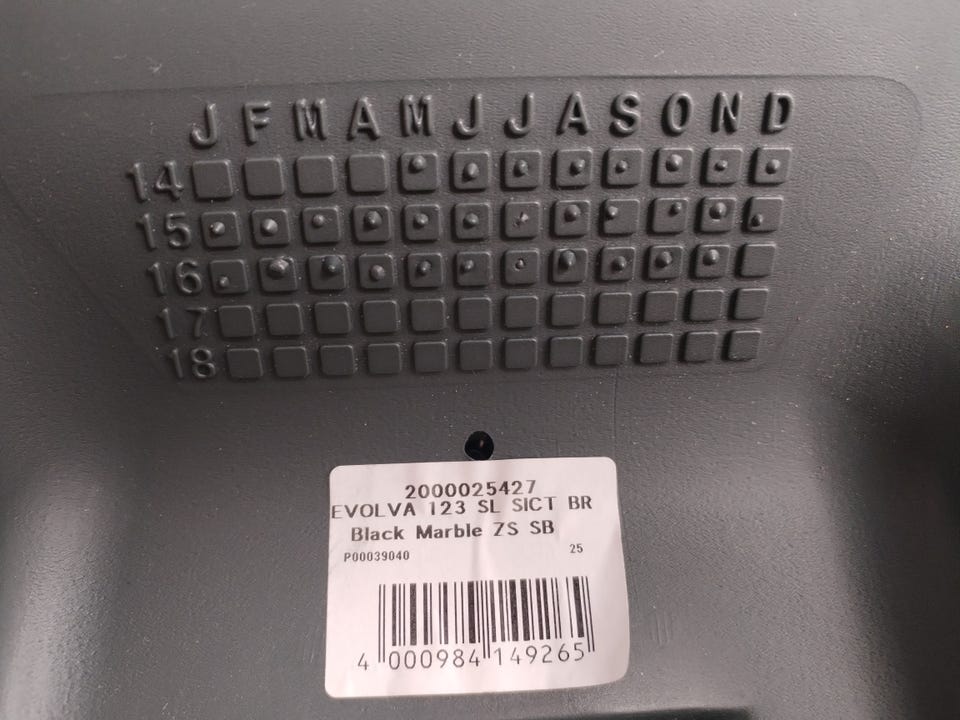 J F M A M J J A S O N D
14
15
16
17
18
2000025427
EVOLVA 123 SL SICT BR
Black Marble ZS SB
P00039040 25
4 000984 149265